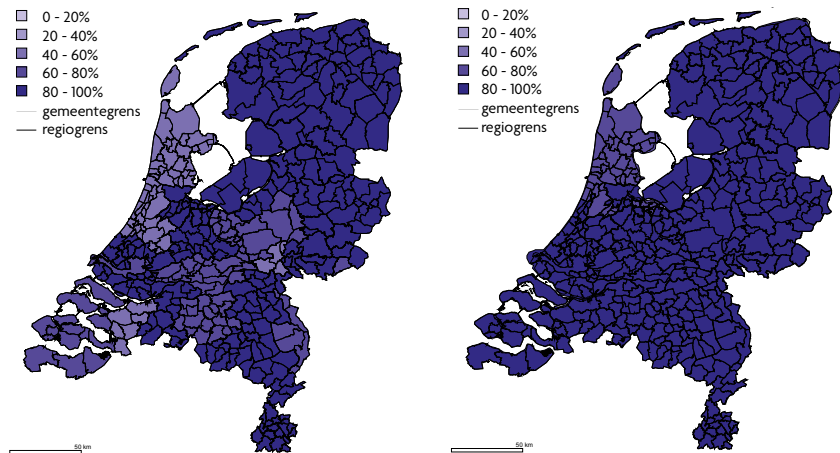 0 - 20%
20 - 40%
40 - 60%
60 - 80%
80 - 100%
gemeentegrens
regiogrens
50 km
0 - 20%
20 - 40%
40 - 60%
60 - 80%
80 - 100%
gemeentegrens
regiogrens
50 km